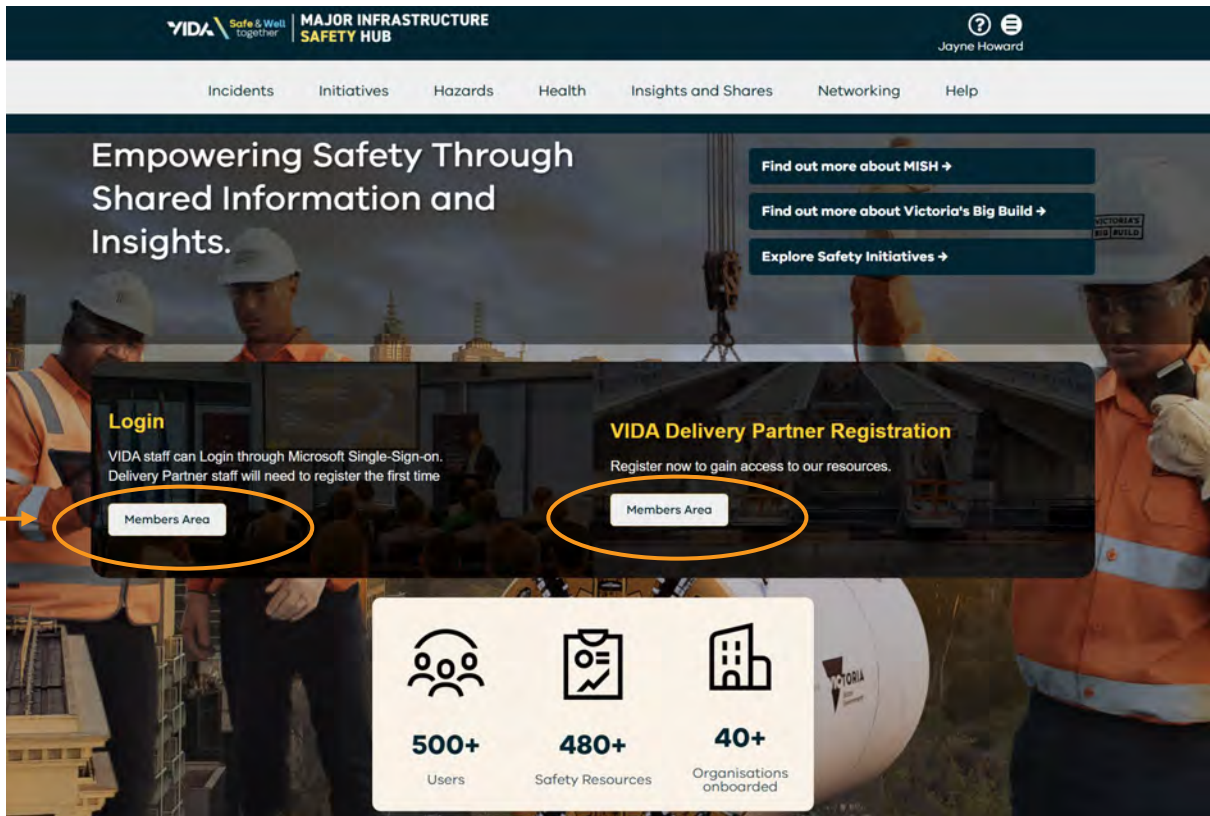 VIDA Safe & Well together MAJOR INFRASTRUCTURE SAFETY HUB
Jayne Howard
Incidents Initiatives Hazards Health Insights and Shares Networking Help
Empowering Safety Through
Shared Information and
Insights.
Find out more about MISH →
Find out more about Victoria's Big Build →
Explore Safety Initiatives →
VICTORIA'S
BIG BUILD
Login
VIDA staff can Login through Microsoft Single-Sign-on.
Delivery Partner staff will need to register the first time
Members Area
VIDA Delivery Partner Registration
Register now to gain access to our resources.
Members Area
500+
Users
480+
Safety Resources
40+
Organisations
onboarded
VICTORIA